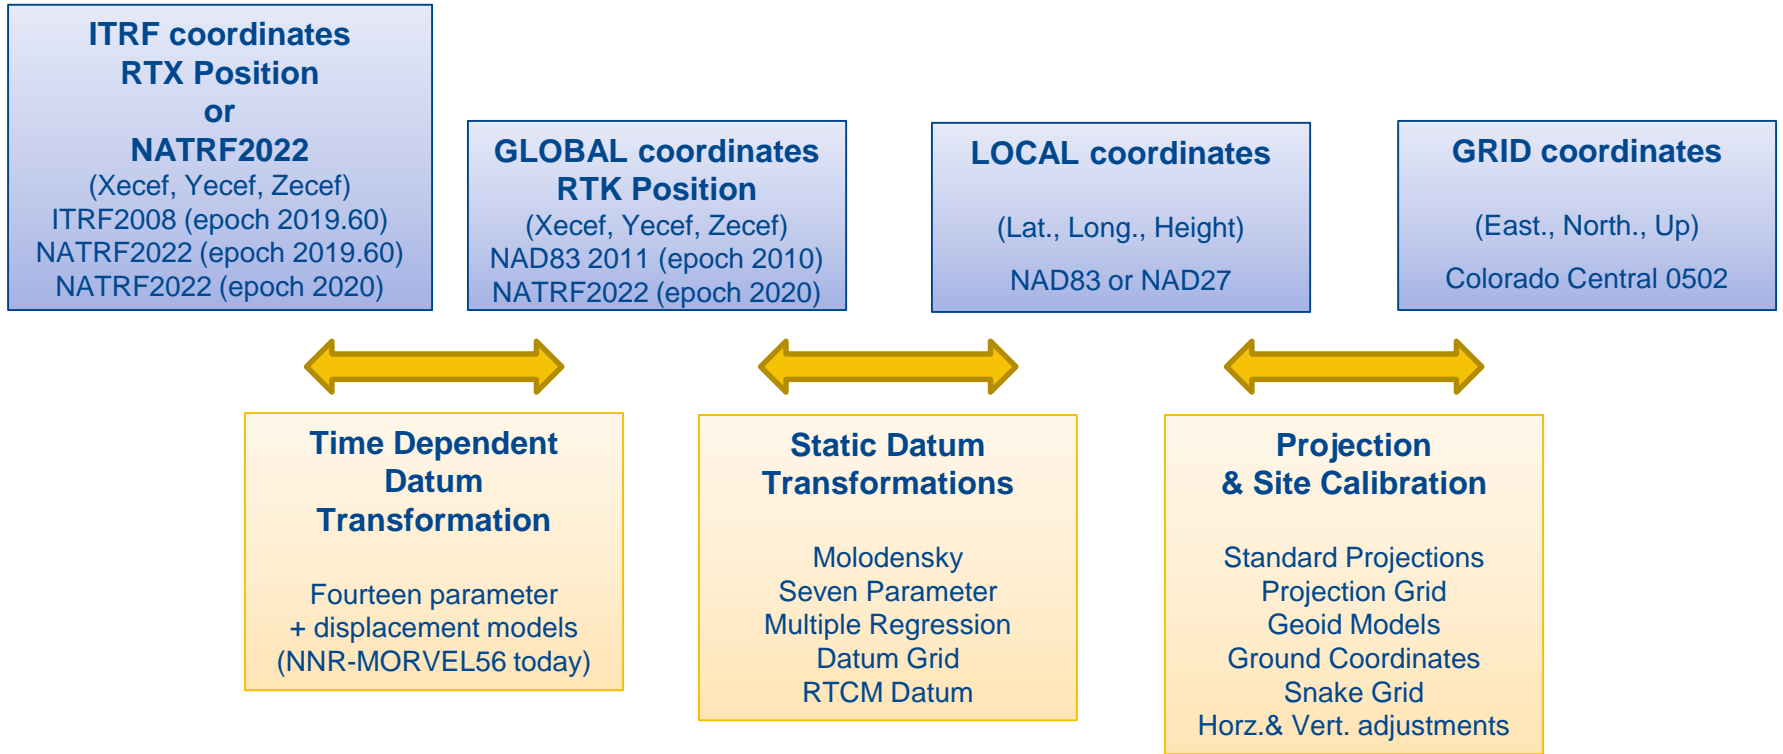 ITRF coordinates
RTX Position
or
NATRF2022
(Xecef, Yecef, Zecef)
ITRF2008 (epoch 2019.60)
NATRF2022 (epoch 2019.60)
NATRF2022 (epoch 2020)
GLOBAL coordinates
RTK Position
(Xecef, Yecef, Zecef)
NAD83 2011 (epoch 2010)
NATRF2022 (epoch 2020)
LOCAL coordinates
(Lat., Long., Height)
NAD83 or NAD27
GRID coordinates
(East., North., Up)
Colorado Central 0502
Time Dependent
Datum
Transformation
Fourteen parameter
+ displacement models
(NNR-MORVEL56 today)
Static Datum
Transformations
Molodensky
Seven Parameter
Multiple Regression
Datum Grid
RTCM Datum
Projection
& Site Calibration
Standard Projections
Projection Grid
Geoid Models
Ground Coordinates
Snake Grid
Horz.& Vert. adjustments